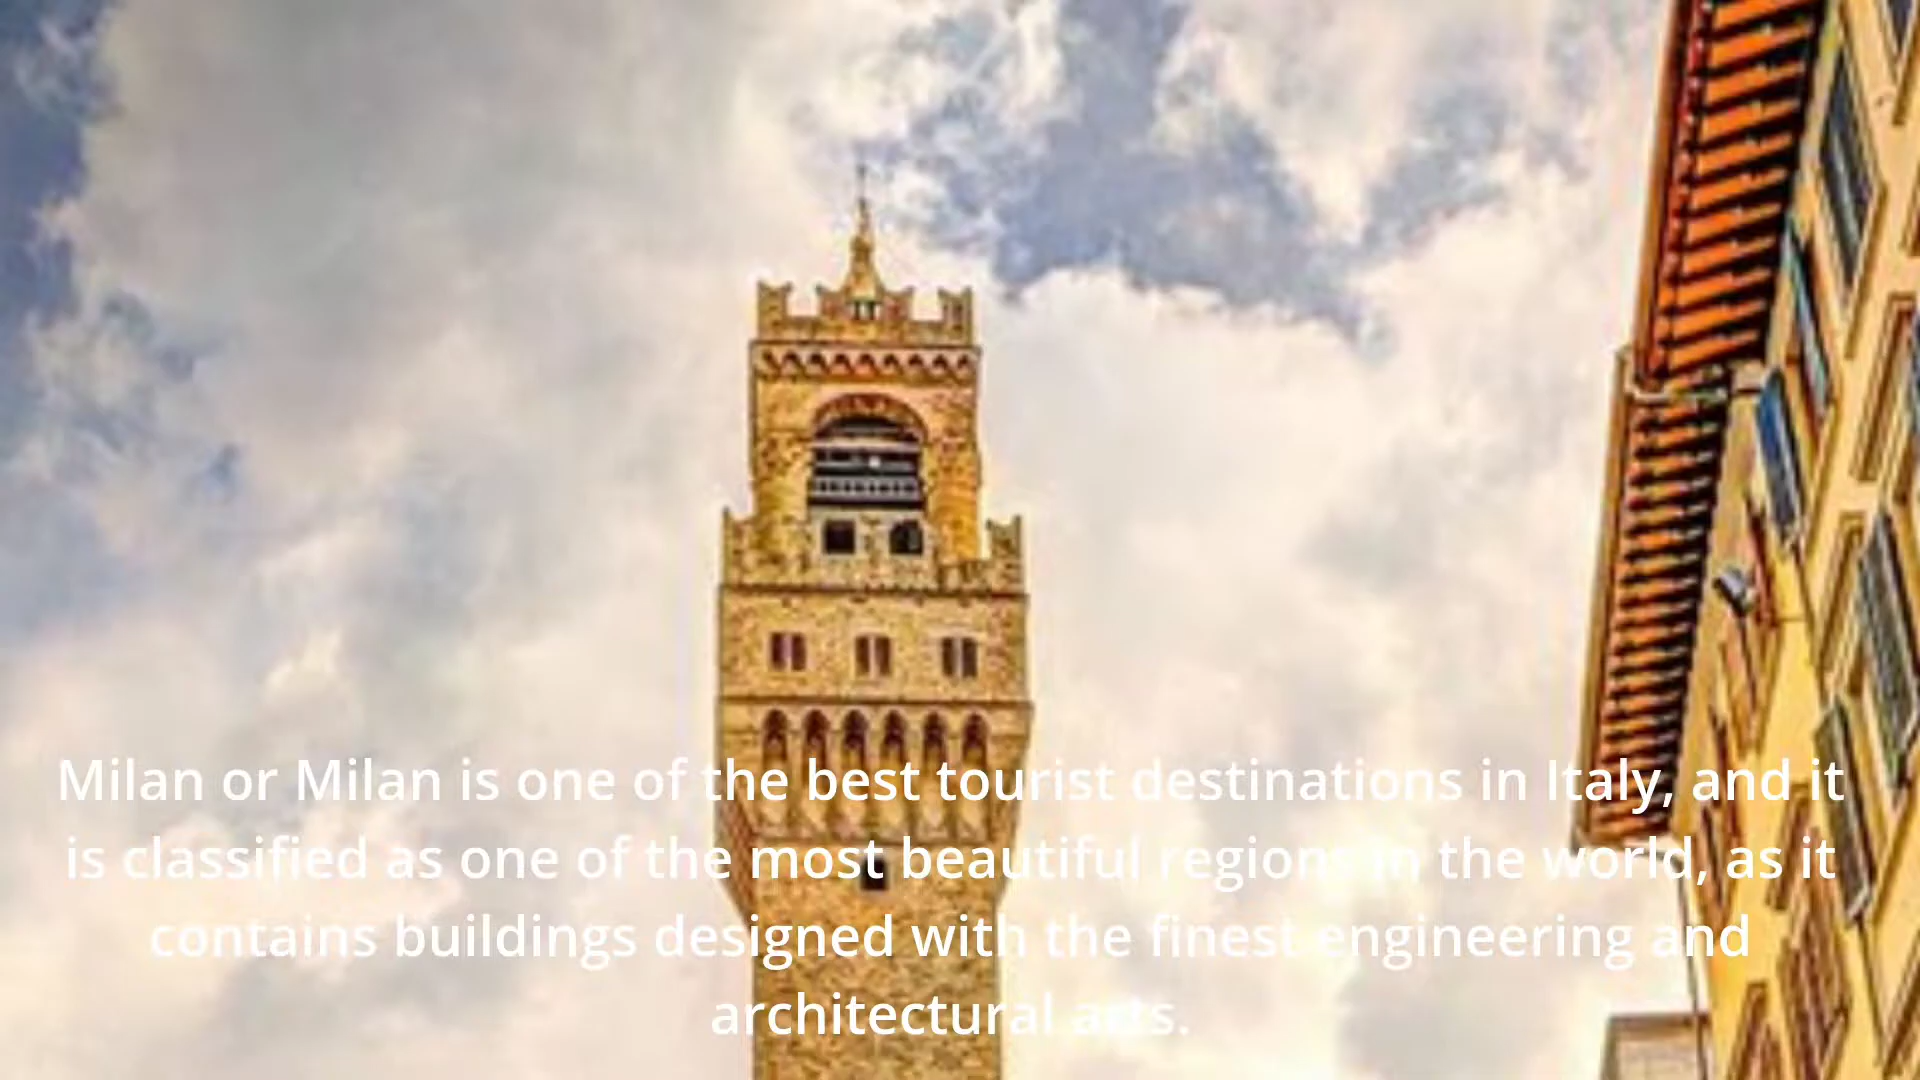 Milan or Milan is one of the best tourist destinations in Italy, and it
is classified as one of the most beautiful regions in the world, as it
contains buildings designed with the finest engineering and
architectural arts.